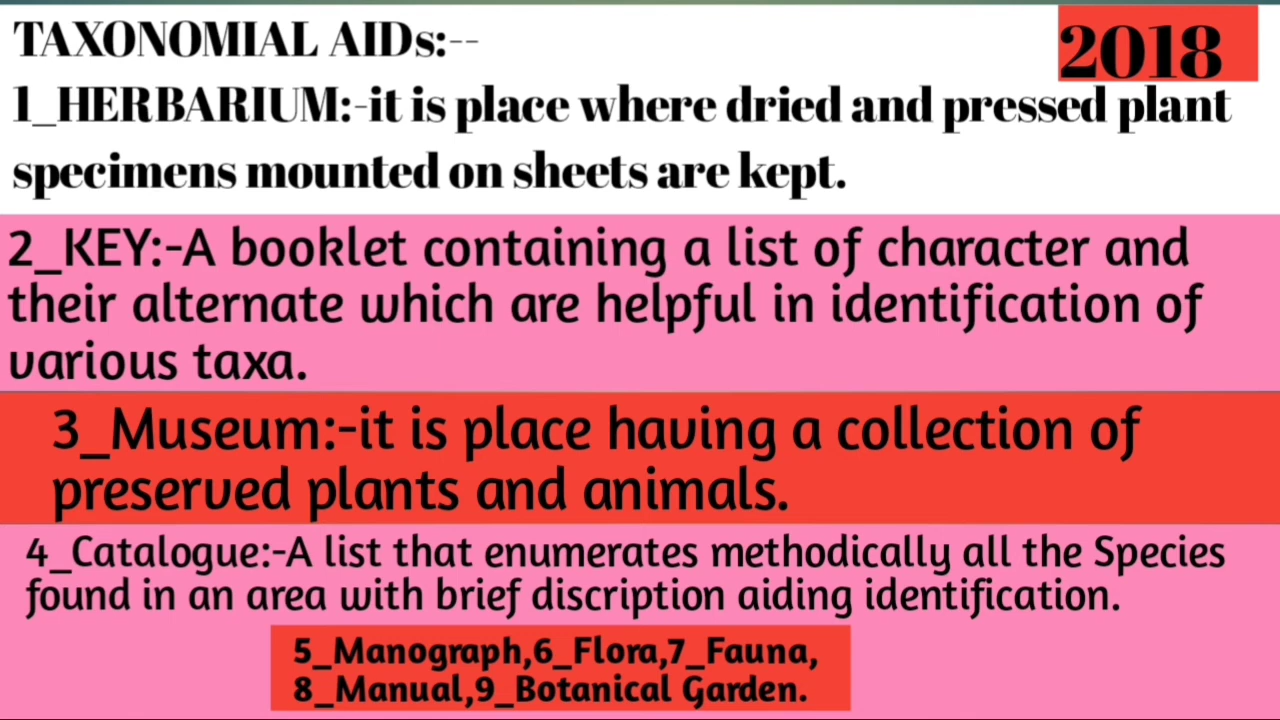 TAXONOMIAL AIDs:--
2018
1_HERBARIUM:-it is place where dried and pressed plant
specimens mounted on sheets are kept.
2_KEY:-A booklet containing a list of character and
their alternate which are helpful in identification of
various taxa.
3_Museum:-it is place having a collection of
preserved plants and animals.
4_Catalogue:-A list that enumerates methodically all the Species
found in an area with brief discription aiding identification.
5_Manograph,6_Flora,7_Fauna,
8_Manual,9_Botanical Garden.